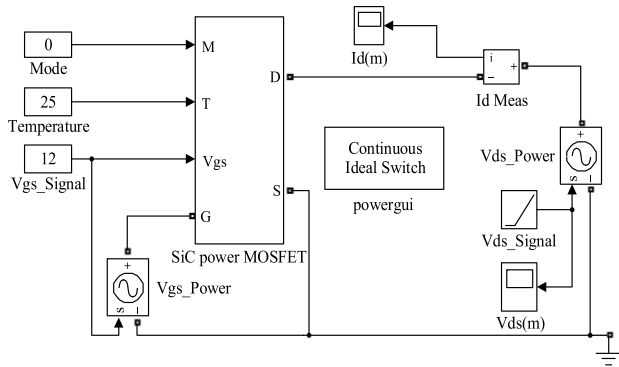 0
Mode
25
Temperature
12
Vgs_Signal
M
T
Vgs
G
D
S
SiC power MOSFET
+
s
−
Vgs_Power
Id(m)
i
+
−
Id Meas
Continuous
Ideal Switch
powergui
Vds_Power
+
s
−
Vds_Signal
Vds(m)